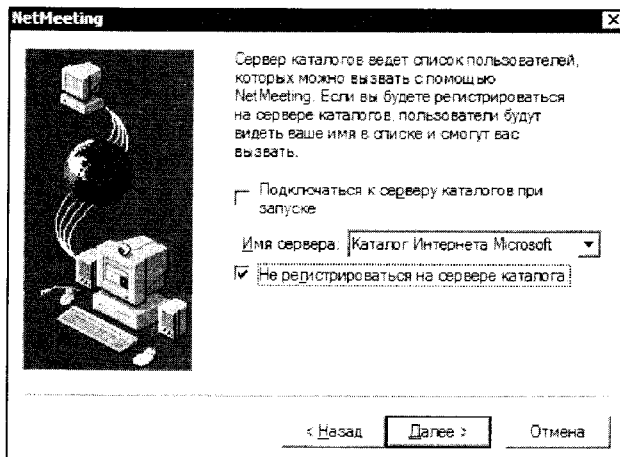 NetMeeting
Сервер каталогов ведет список пользователей,
которых можно вызвать с помощью
NetMeeting. Если вы будете регистрироваться
на сервере каталогов, пользователи будут
видеть ваше имя в списке и смогут вас
вызвать.
Подключаться к серверу каталогов при
запуске
Имя сервера: Каталог Интернета Microsoft
Не регистрироваться на сервере каталога
< Назад Далее > Отмена